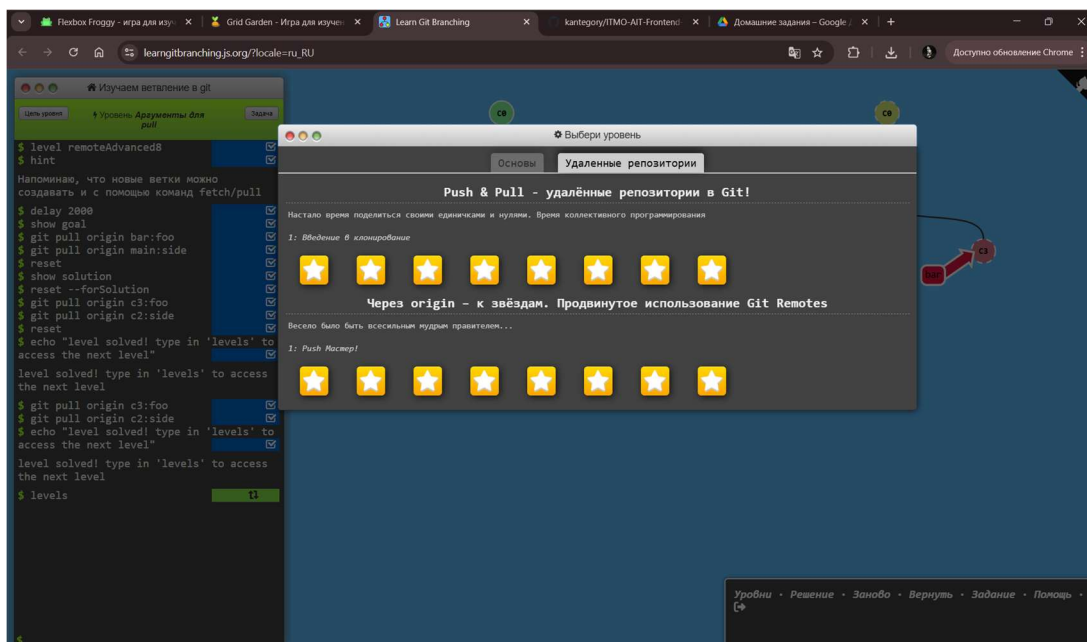 Flexbox Froggy - игра для изуч
Grid Garden - Игра для изучен
Learn Git Branching
kantegory/ITMO-AIT-Frontend-
Домашние задания – Google Д
learngitbranching.js.org/?locale=ru_RU
Доступно обновление Chrome
Изучаем ветвление в git
Цель уровня
Уровень Аргументы для
pull
Задача
$ level remoteAdvanced8
$ hint
Напоминаю, что новые ветки можно
создавать и с помощью команд fetch/pull
$ delay 2000
$ show goal
$ git pull origin bar:foo
$ git pull origin main:side
$ reset
$ show solution
$ reset --forSolution
$ git pull origin c3:foo
$ git pull origin c2:side
$ reset
$ echo "level solved! type in 'levels' to
access the next level"
level solved! type in 'levels' to access
the next level
$ git pull origin c3:foo
$ git pull origin c2:side
$ echo "level solved! type in 'levels' to
access the next level"
level solved! type in 'levels' to access
the next level
$ levels
$
c0
c0
Выбери уровень
Основы
Удаленные репозитории
Push & Pull - удалённые репозитории в Git!
Настало время поделиться своими единичками и нулями. Время коллективного программирования
1: Введение в клонирование
Через origin – к звёздам. Продвинутое использование Git Remotes
Весело было быть всесильным мудрым правителем...
1: Push Мастер!
bar
c3
Уровни · Решение · Заново · Вернуть · Задание · Помощь ·